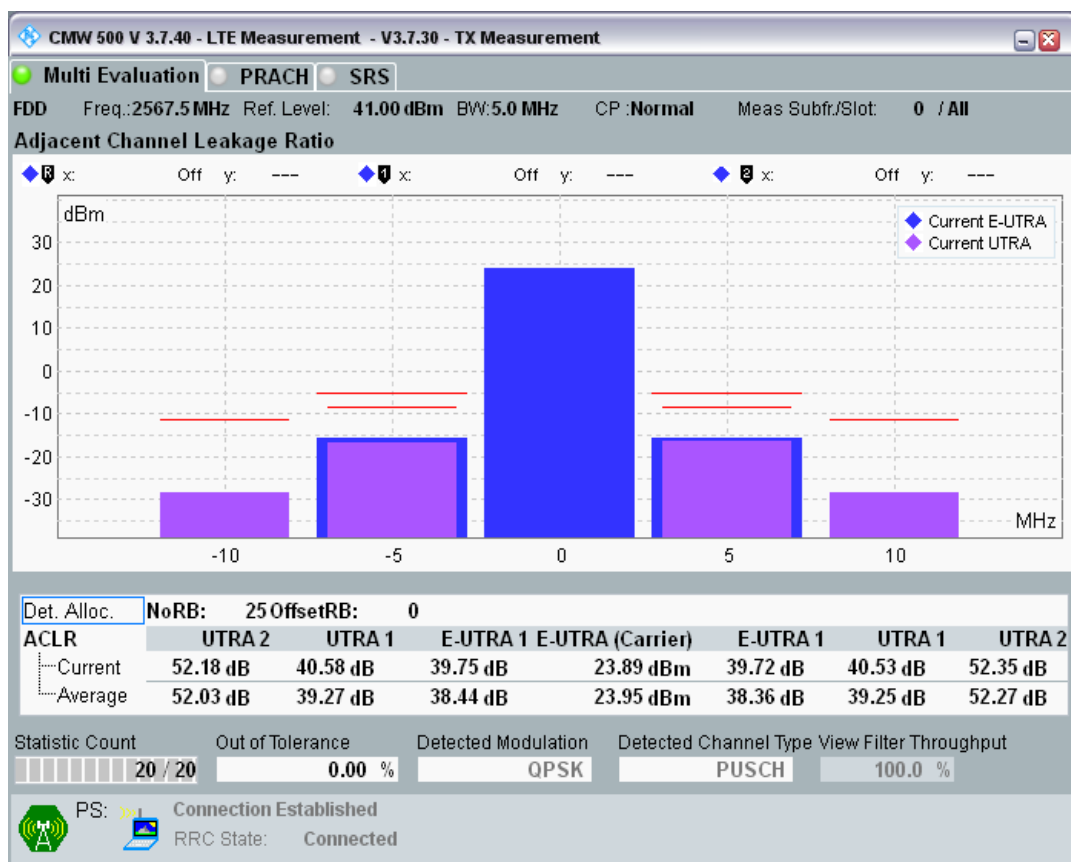 CMW 500 V 3.7.40 - LTE Measurement - V3.7.30 - TX Measurement
Multi Evaluation PRACH SRS
FDD Freq.:2567.5 MHz Ref. Level: 41.00 dBm BW:5.0 MHz CP :Normal Meas Subfr./Slot: 0 / All
Adjacent Channel Leakage Ratio
R x: Off y: --- 1 x: Off y: --- 2 x: Off y: ---
dBm
Current E-UTRA
Current UTRA
30
20
10
0
-10
-20
-30
MHz
-10 -5 0 5 10
Det. Alloc. NoRB: 25 OffsetRB: 0
ACLR UTRA 2 UTRA 1 E-UTRA 1 E-UTRA (Carrier) E-UTRA 1 UTRA 1 UTRA 2
Current 52.18 dB 40.58 dB 39.75 dB 23.89 dBm 39.72 dB 40.53 dB 52.35 dB
Average 52.03 dB 39.27 dB 38.44 dB 23.95 dBm 38.36 dB 39.25 dB 52.27 dB
Statistic Count Out of Tolerance Detected Modulation Detected Channel Type View Filter Throughput
20 / 20 0.00 % QPSK PUSCH 100.0 %
PS: Connection Established
RRC State: Connected